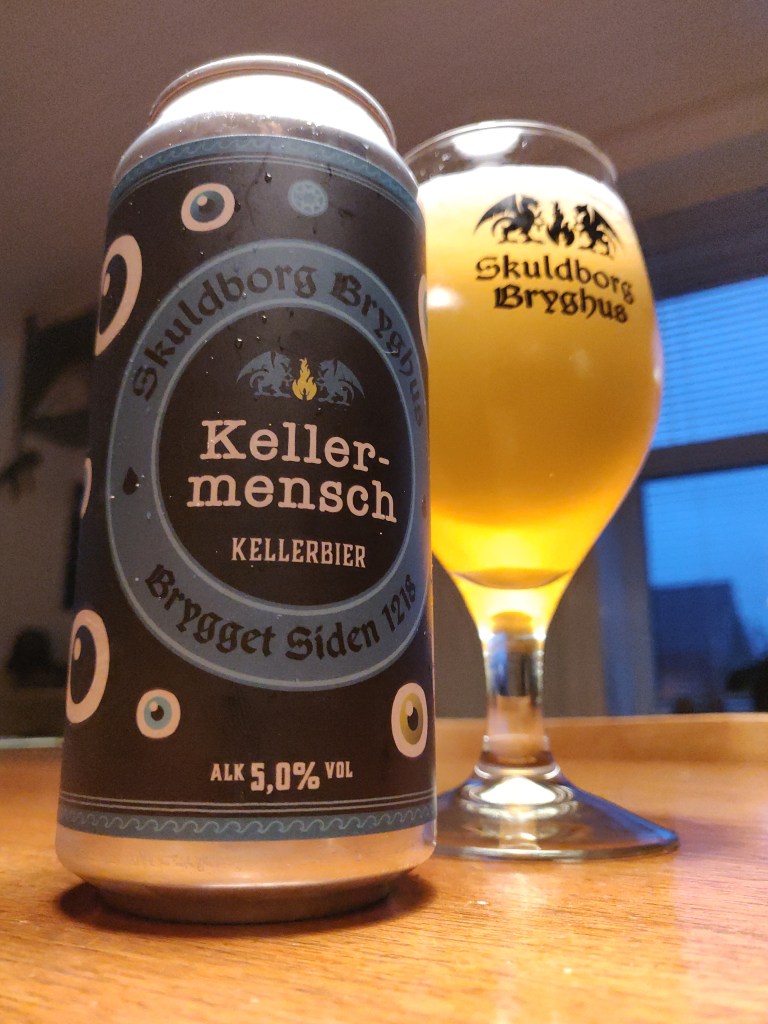 Skuldborg Bryghus
Keller-
mensch
KELLERBIER
Brygget Siden 1218
ALK 5,0% VOL
Skuldborg
Bryghus